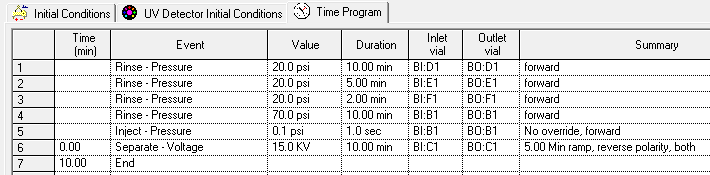 Initial Conditions UV Detector Initial Conditions Time Program
Time (min) Event Value Duration Inlet vial Outlet vial Summary
1 Rinse - Pressure 20.0 psi 10.00 min BI:D1 BO:D1 forward
2 Rinse - Pressure 20.0 psi 5.00 min BI:E1 BO:E1 forward
3 Rinse - Pressure 20.0 psi 2.00 min BI:F1 BO:F1 forward
4 Rinse - Pressure 70.0 psi 10.00 min BI:B1 BO:B1 forward
5 Inject - Pressure 0.1 psi 1.0 sec BI:B1 BO:B1 No override, forward
6 0.00 Separate - Voltage 15.0 KV 10.00 min BI:C1 BO:C1 5.00 Min ramp, reverse polarity, both
7 10.00 End